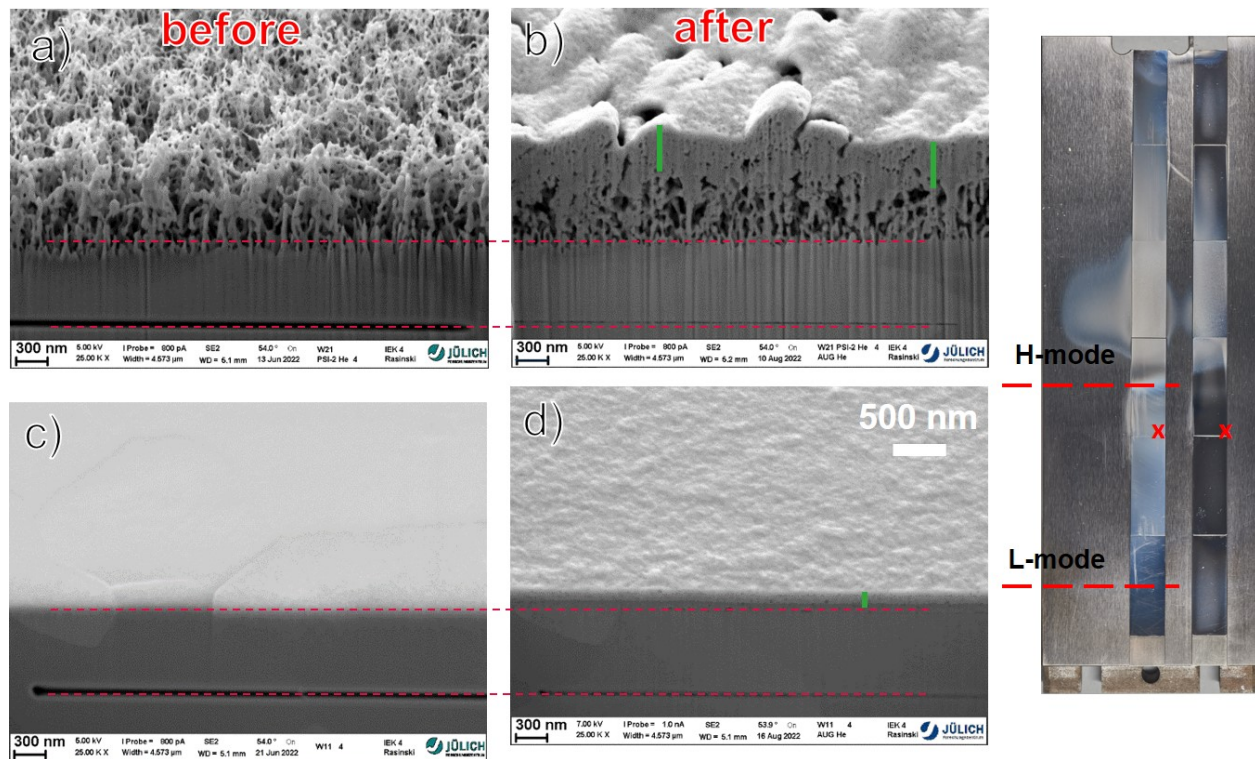 a)
before
300 nm
5.00 kV
25.00 K X
I Probe = 800 pA
Width = 4.573 µm
SE2
WD = 5.1 mm
54.0 ° On
13 Jun 2022
W21
PSI-2 He 4
IEK 4
Rasinski
JÜLICH
b)
after
300 nm
5.00 kV
25.00 K X
I Probe = 800 pA
Width = 4.573 µm
SE2
WD = 6.2 mm
54.0 ° On
10 Aug 2022
W21 PSI-2 He 4
AUG He
IEK 4
Rasinski
JÜLICH
c)
300 nm
5.00 kV
25.00 K X
I Probe = 800 pA
Width = 4.573 µm
SE2
WD = 5.1 mm
54.0 ° On
21 Jun 2022
W11 4
IEK 4
Rasinski
JÜLICH
d)
500 nm
300 nm
7.00 kV
25.00 K X
I Probe = 1.0 nA
Width = 4.573 µm
SE2
WD = 5.1 mm
53.9 ° On
16 Aug 2022
W11 4
AUG He
IEK 4
Rasinski
JÜLICH
H-mode
x x
L-mode